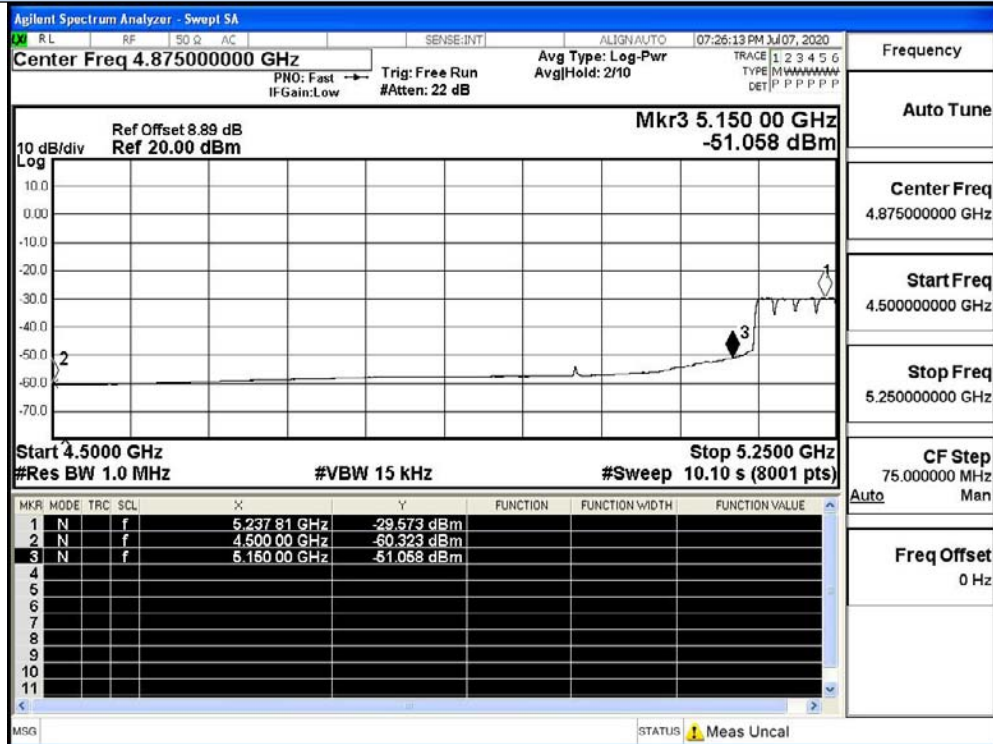 Agilent Spectrum Analyzer - Swept SA
LXI RL RF 50 Ω AC SENSE:INT ALIGN AUTO 07:26:13 PM Jul 07, 2020
Center Freq 4.875000000 GHz
PNO: Fast
IFGain:Low
Trig: Free Run
#Atten: 22 dB
Avg Type: Log-Pwr
Avg|Hold: 2/10
TRACE 1 2 3 4 5 6
TYPE MWWWWW
DET P P P P P P
Ref Offset 8.89 dB
10 dB/div Ref 20.00 dBm
Log
Mkr3 5.150 00 GHz
-51.058 dBm
10.0
0.00
-10.0
-20.0
-30.0
-40.0
-50.0
-60.0
-70.0
1
2
3
Start 4.5000 GHz Stop 5.2500 GHz
#Res BW 1.0 MHz #VBW 15 kHz #Sweep 10.10 s (8001 pts)
MKR MODE TRC SCL X Y FUNCTION FUNCTION WIDTH FUNCTION VALUE
1 N f 5.237 81 GHz -29.573 dBm
2 N f 4.500 00 GHz -60.323 dBm
3 N f 5.150 00 GHz -51.058 dBm
4
5
6
7
8
9
10
11
MSG STATUS Meas Uncal
Frequency
Auto Tune
Center Freq
4.875000000 GHz
Start Freq
4.500000000 GHz
Stop Freq
5.250000000 GHz
CF Step
75.000000 MHz
Auto Man
Freq Offset
0 Hz